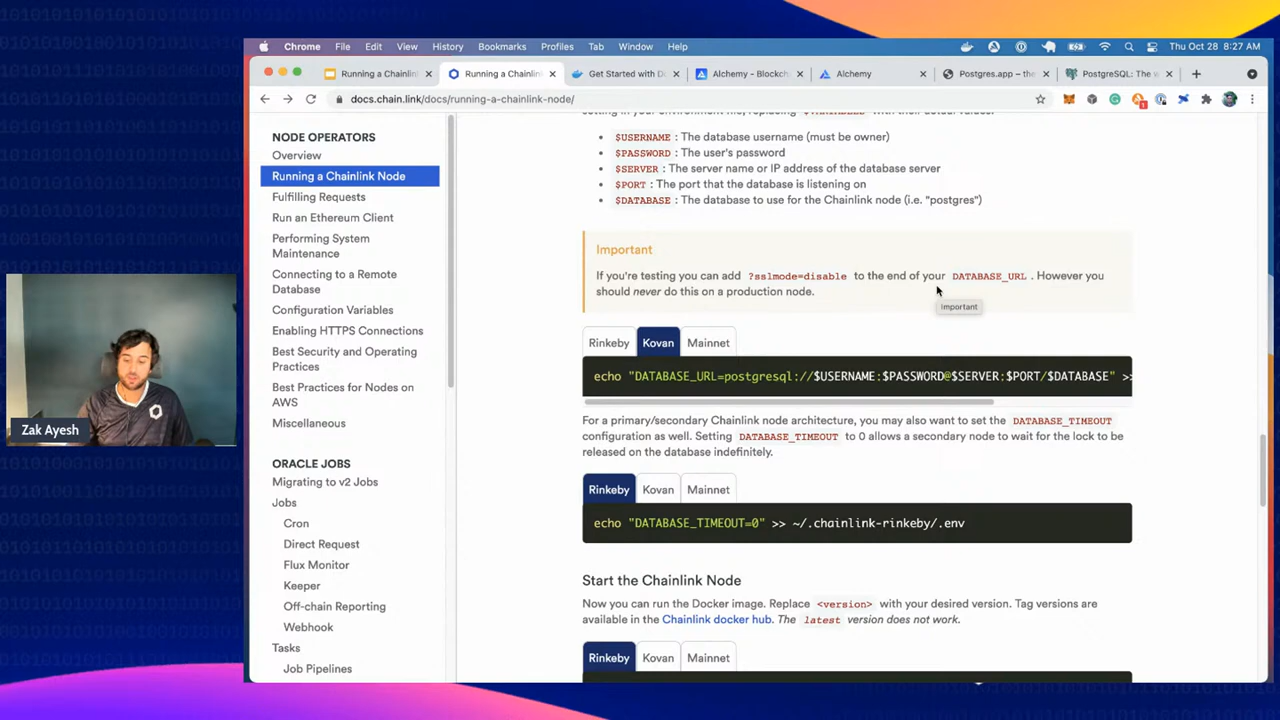 Chrome File Edit View History Bookmarks Profiles Tab Window Help Thu Oct 28 8:27 AM
Running a Chainlin × Running a Chainlin × Get Started with D × Alchemy - Blockch × Alchemy × Postgres.app – the × PostgreSQL: The w ×
docs.chain.link/docs/running-a-chainlink-node/
NODE OPERATORS
Overview
Running a Chainlink Node
Fulfilling Requests
Run an Ethereum Client
Performing System
Maintenance
Connecting to a Remote
Database
Configuration Variables
Enabling HTTPS Connections
Best Security and Operating
Practices
Best Practices for Nodes on
AWS
Miscellaneous
ORACLE JOBS
Migrating to v2 Jobs
Jobs
Cron
Direct Request
Flux Monitor
Keeper
Off-chain Reporting
Webhook
Tasks
Job Pipelines
$USERNAME : The database username (must be owner)
$PASSWORD : The user's password
$SERVER : The server name or IP address of the database server
$PORT : The port that the database is listening on
$DATABASE : The database to use for the Chainlink node (i.e. "postgres")
Important
If you're testing you can add ?sslmode=disable to the end of your DATABASE_URL . However you
should never do this on a production node.
Important
Rinkeby Kovan Mainnet
echo "DATABASE_URL=postgresql://$USERNAME:$PASSWORD@$SERVER:$PORT/$DATABASE" >>
For a primary/secondary Chainlink node architecture, you may also want to set the DATABASE_TIMEOUT
configuration as well. Setting DATABASE_TIMEOUT to 0 allows a secondary node to wait for the lock to be
released on the database indefinitely.
Rinkeby Kovan Mainnet
echo "DATABASE_TIMEOUT=0" >> ~/.chainlink-rinkeby/.env
Start the Chainlink Node
Now you can run the Docker image. Replace <version> with your desired version. Tag versions are
available in the Chainlink docker hub. The latest version does not work.
Rinkeby Kovan Mainnet
Zak Ayesh